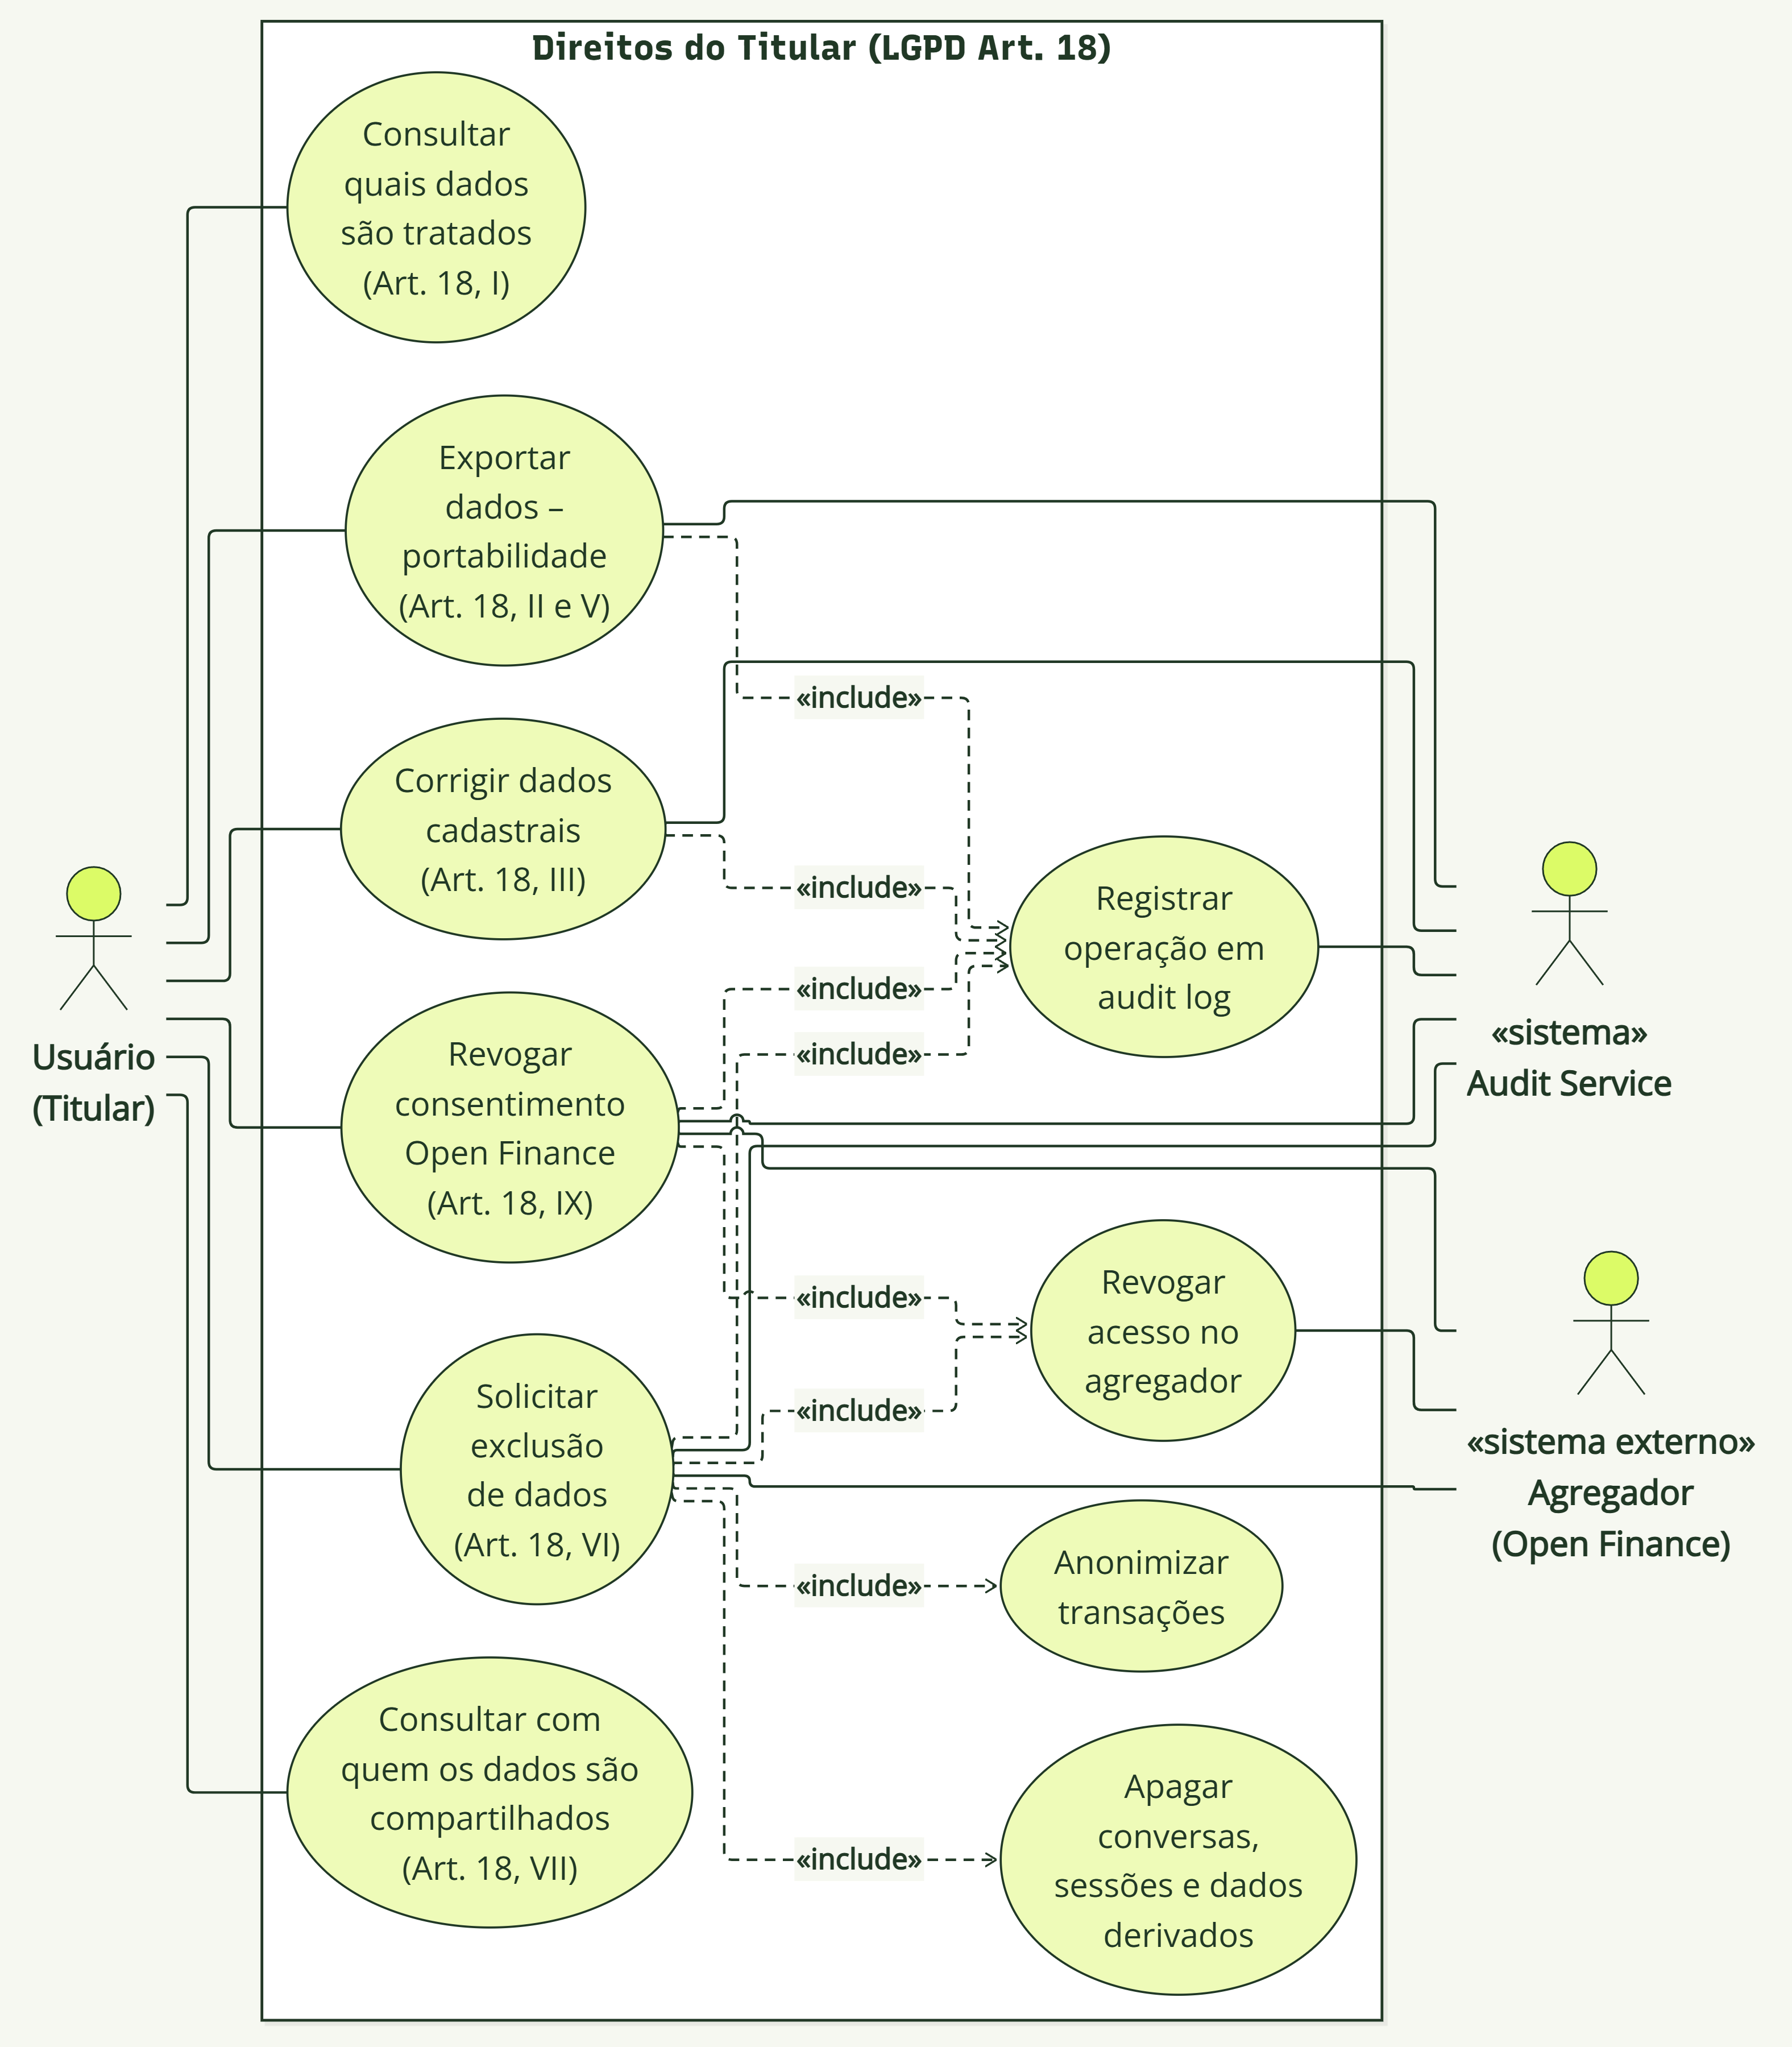 Direitos do Titular (LGPD Art. 18)
Consultar
quais dados
são tratados
(Art. 18, I)
Exportar
dados –
portabilidade
(Art. 18, II e V)
«include»
Corrigir dados
cadastrais
(Art. 18, III)
«include»
Registrar
operação em
audit log
«include»
«include»
Usuário
(Titular)
«sistema»
Audit Service
Revogar
consentimento
Open Finance
(Art. 18, IX)
«include»
Revogar
acesso no
agregador
«include»
«sistema externo»
Agregador
(Open Finance)
Solicitar
exclusão
de dados
(Art. 18, VI)
«include»
Anonimizar
transações
Consultar com
quem os dados são
compartilhados
(Art. 18, VII)
«include»
Apagar
conversas,
sessões e dados
derivados